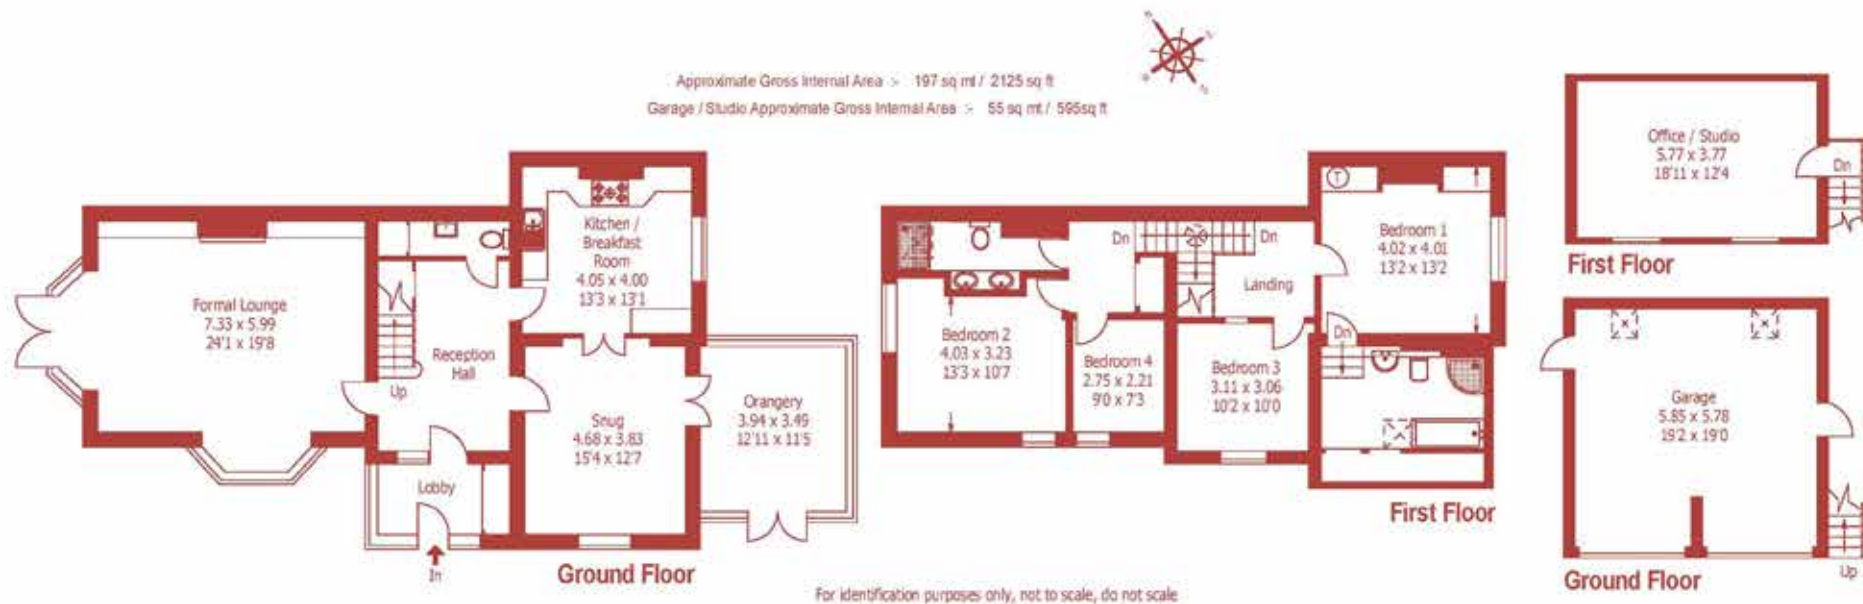 Approximate Gross Internal Area :- 197 sq mt / 2125 sq ft
Garage / Studio Approximate Gross Internal Area :- 55 sq mt / 595sq ft
Formal Lounge
7.33 x 5.99
24'1 x 19'8
Kitchen /
Breakfast
Room
4.05 x 4.00
13'3 x 13'1
Reception
Hall
Up
Snug
4.68 x 3.83
15'4 x 12'7
Orangery
3.94 x 3.49
12'11 x 11'5
Lobby
In
Ground Floor
Dn
Dn
Landing
T
Bedroom 1
4.02 x 4.01
13'2 x 13'2
Bedroom 2
4.03 x 3.23
13'3 x 10'7
Bedroom 4
2.75 x 2.21
9'0 x 7'3
Bedroom 3
3.11 x 3.06
10'2 x 10'0
Dn
First Floor
Office / Studio
5.77 x 3.77
18'11 x 12'4
Dn
First Floor
Garage
5.85 x 5.78
19'2 x 19'0
Ground Floor
Up
For identification purposes only, not to scale, do not scale